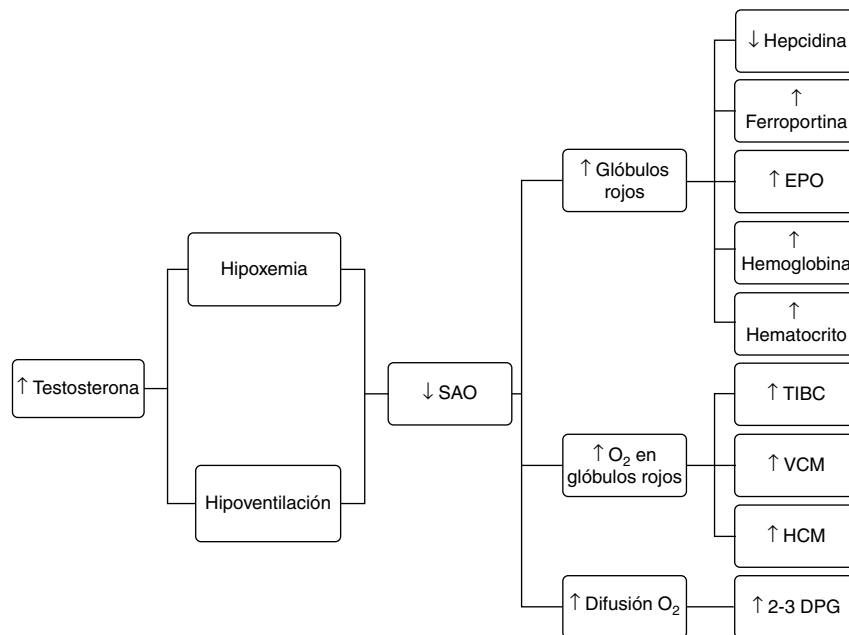 ↑ Testosterona
Hipoxemia
Hipoventilación
↓ SAO
↑ Glóbulos
rojos
↑ O₂ en
glóbulos rojos
↑ Difusión O₂
↓ Hepcidina
↑
Ferroportina
↑ EPO
↑
Hemoglobina
↑
Hematocrito
↑ TIBC
↑ VCM
↑ HCM
↑ 2-3 DPG